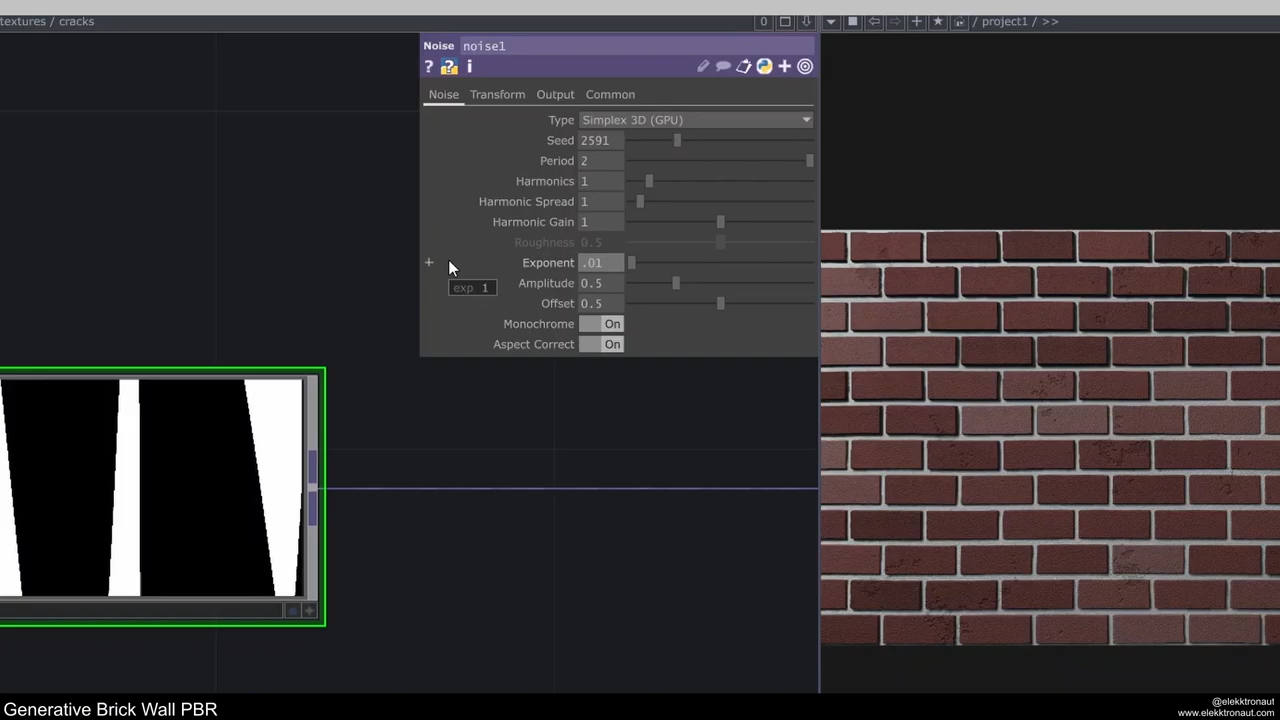 textures / cracks
0
/ project1 / >>
Noise noise1
? ? i
Noise Transform Output Common
Type Simplex 3D (GPU)
Seed 2591
Period 2
Harmonics 1
Harmonic Spread 1
Harmonic Gain 1
Roughness 0.5
+ Exponent .01
exp 1
Amplitude 0.5
Offset 0.5
Monochrome On
Aspect Correct On
Generative Brick Wall PBR
@elekktronaut
www.elekktronaut.com